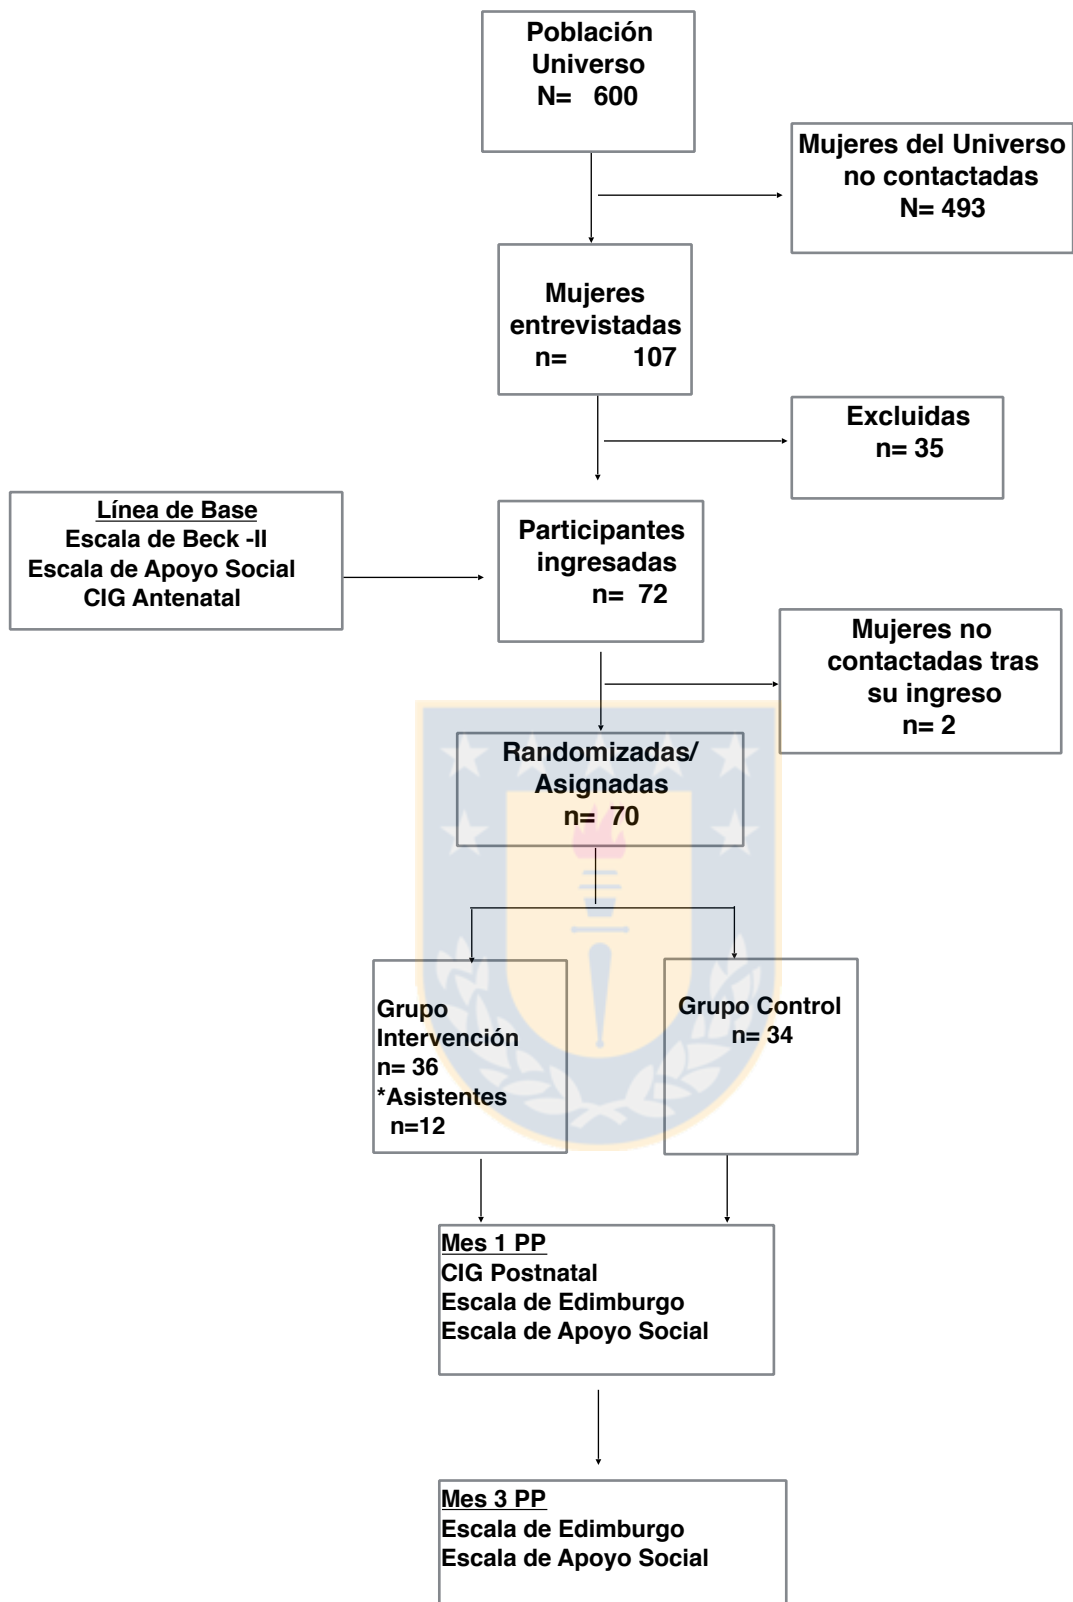 Población
Universo
N= 600
Mujeres del Universo
no contactadas
N= 493
Mujeres
entrevistadas
n= 107
Excluidas
n= 35
Línea de Base
Escala de Beck -II
Escala de Apoyo Social
CIG Antenatal
Participantes
ingresadas
n= 72
Mujeres no
contactadas tras
su ingreso
n= 2
Randomizadas/
Asignadas
n= 70
Grupo
Intervención
n= 36
*Asistentes
n=12
Grupo Control
n= 34
Mes 1 PP
CIG Postnatal
Escala de Edimburgo
Escala de Apoyo Social
Mes 3 PP
Escala de Edimburgo
Escala de Apoyo Social